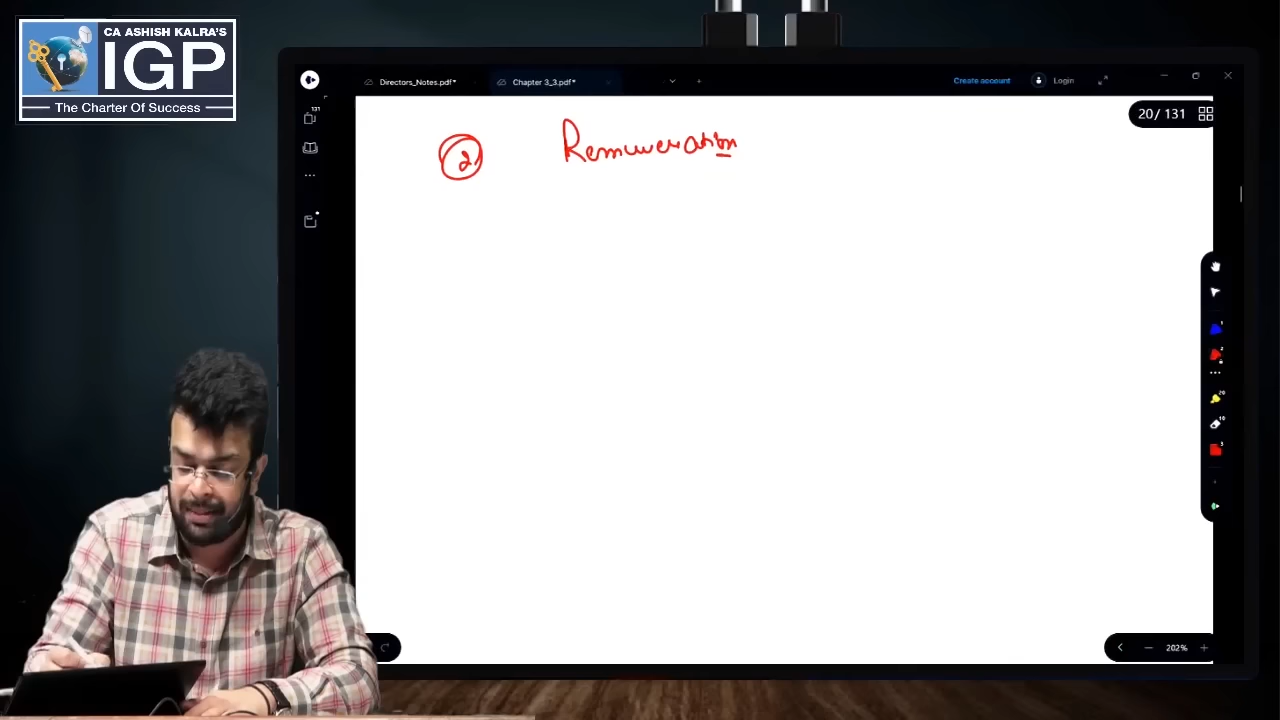 CA ASHISH KALRA'S
IGP
The Charter Of Success
Directors_Notes.pdf*
Chapter 3_3.pdf*
Create account
Login
131
20/ 131
② Remuneration
202%